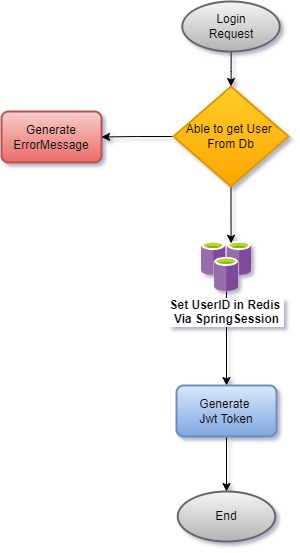 Login
Request
Able to get User
From Db
Generate
ErrorMessage
Set UserID in Redis
Via SpringSession
Generate
Jwt Token
End